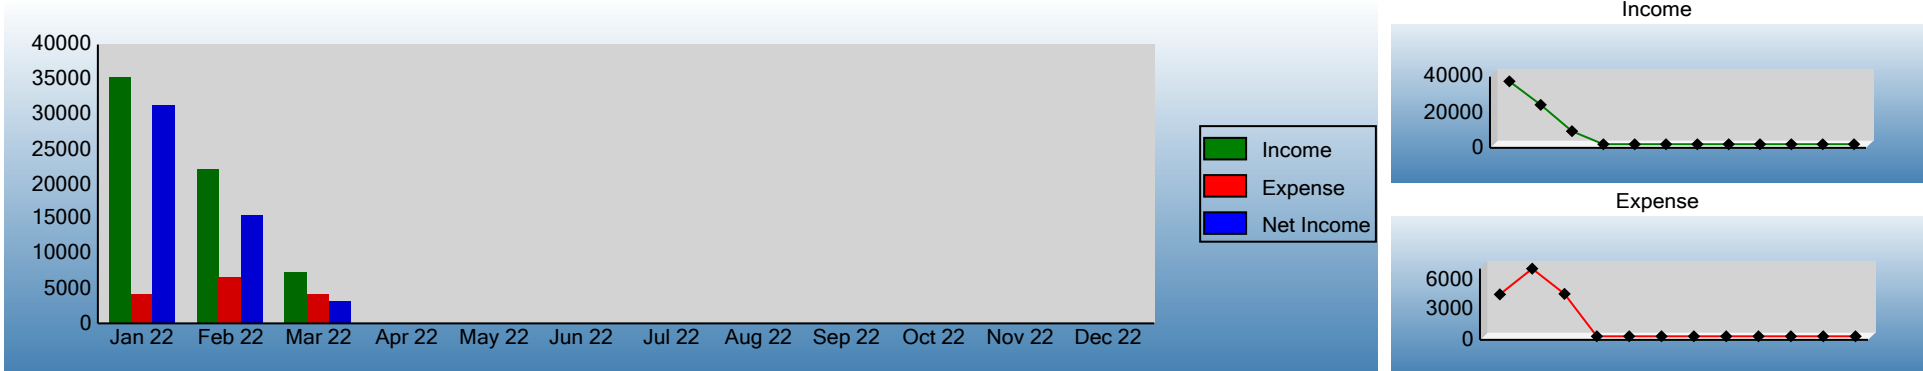 40000
35000
30000
25000
20000
15000
10000
5000
0
Jan 22 Feb 22 Mar 22 Apr 22 May 22 Jun 22 Jul 22 Aug 22 Sep 22 Oct 22 Nov 22 Dec 22
Income
Expense
Net Income
Income
40000
20000
0
Expense
6000
3000
0